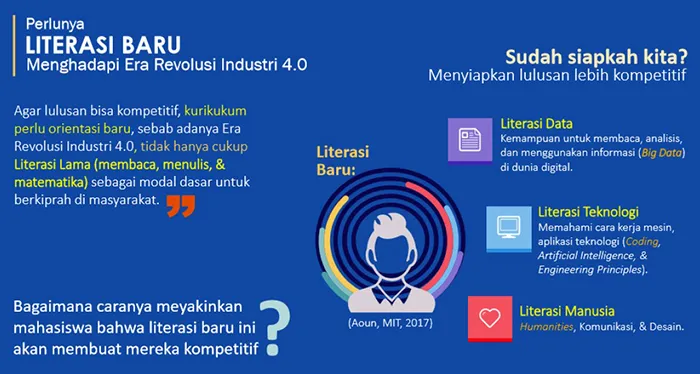 Perlunya
LITERASI BARU
Menghadapi Era Revolusi Industri 4.0
Agar lulusan bisa kompetitif, kurikukum
perlu orientasi baru, sebab adanya Era
Revolusi Industri 4.0, tidak hanya cukup
Literasi Lama (membaca, menulis, &
matematika) sebagai modal dasar untuk
berkiprah di masyarakat.
Bagaimana caranya meyakinkan
mahasiswa bahwa literasi baru ini
akan membuat mereka kompetitif ?
Literasi
Baru:
(Aoun, MIT, 2017)
Sudah siapkah kita?
Menyiapkan lulusan lebih kompetitif
Literasi Data
Kemampuan untuk membaca, analisis,
dan menggunakan informasi (Big Data)
di dunia digital.
Literasi Teknologi
Memahami cara kerja mesin,
aplikasi teknologi (Coding,
Artificial Intelligence, &
Engineering Principles).
Literasi Manusia
Humanities, Komunikasi, & Desain.